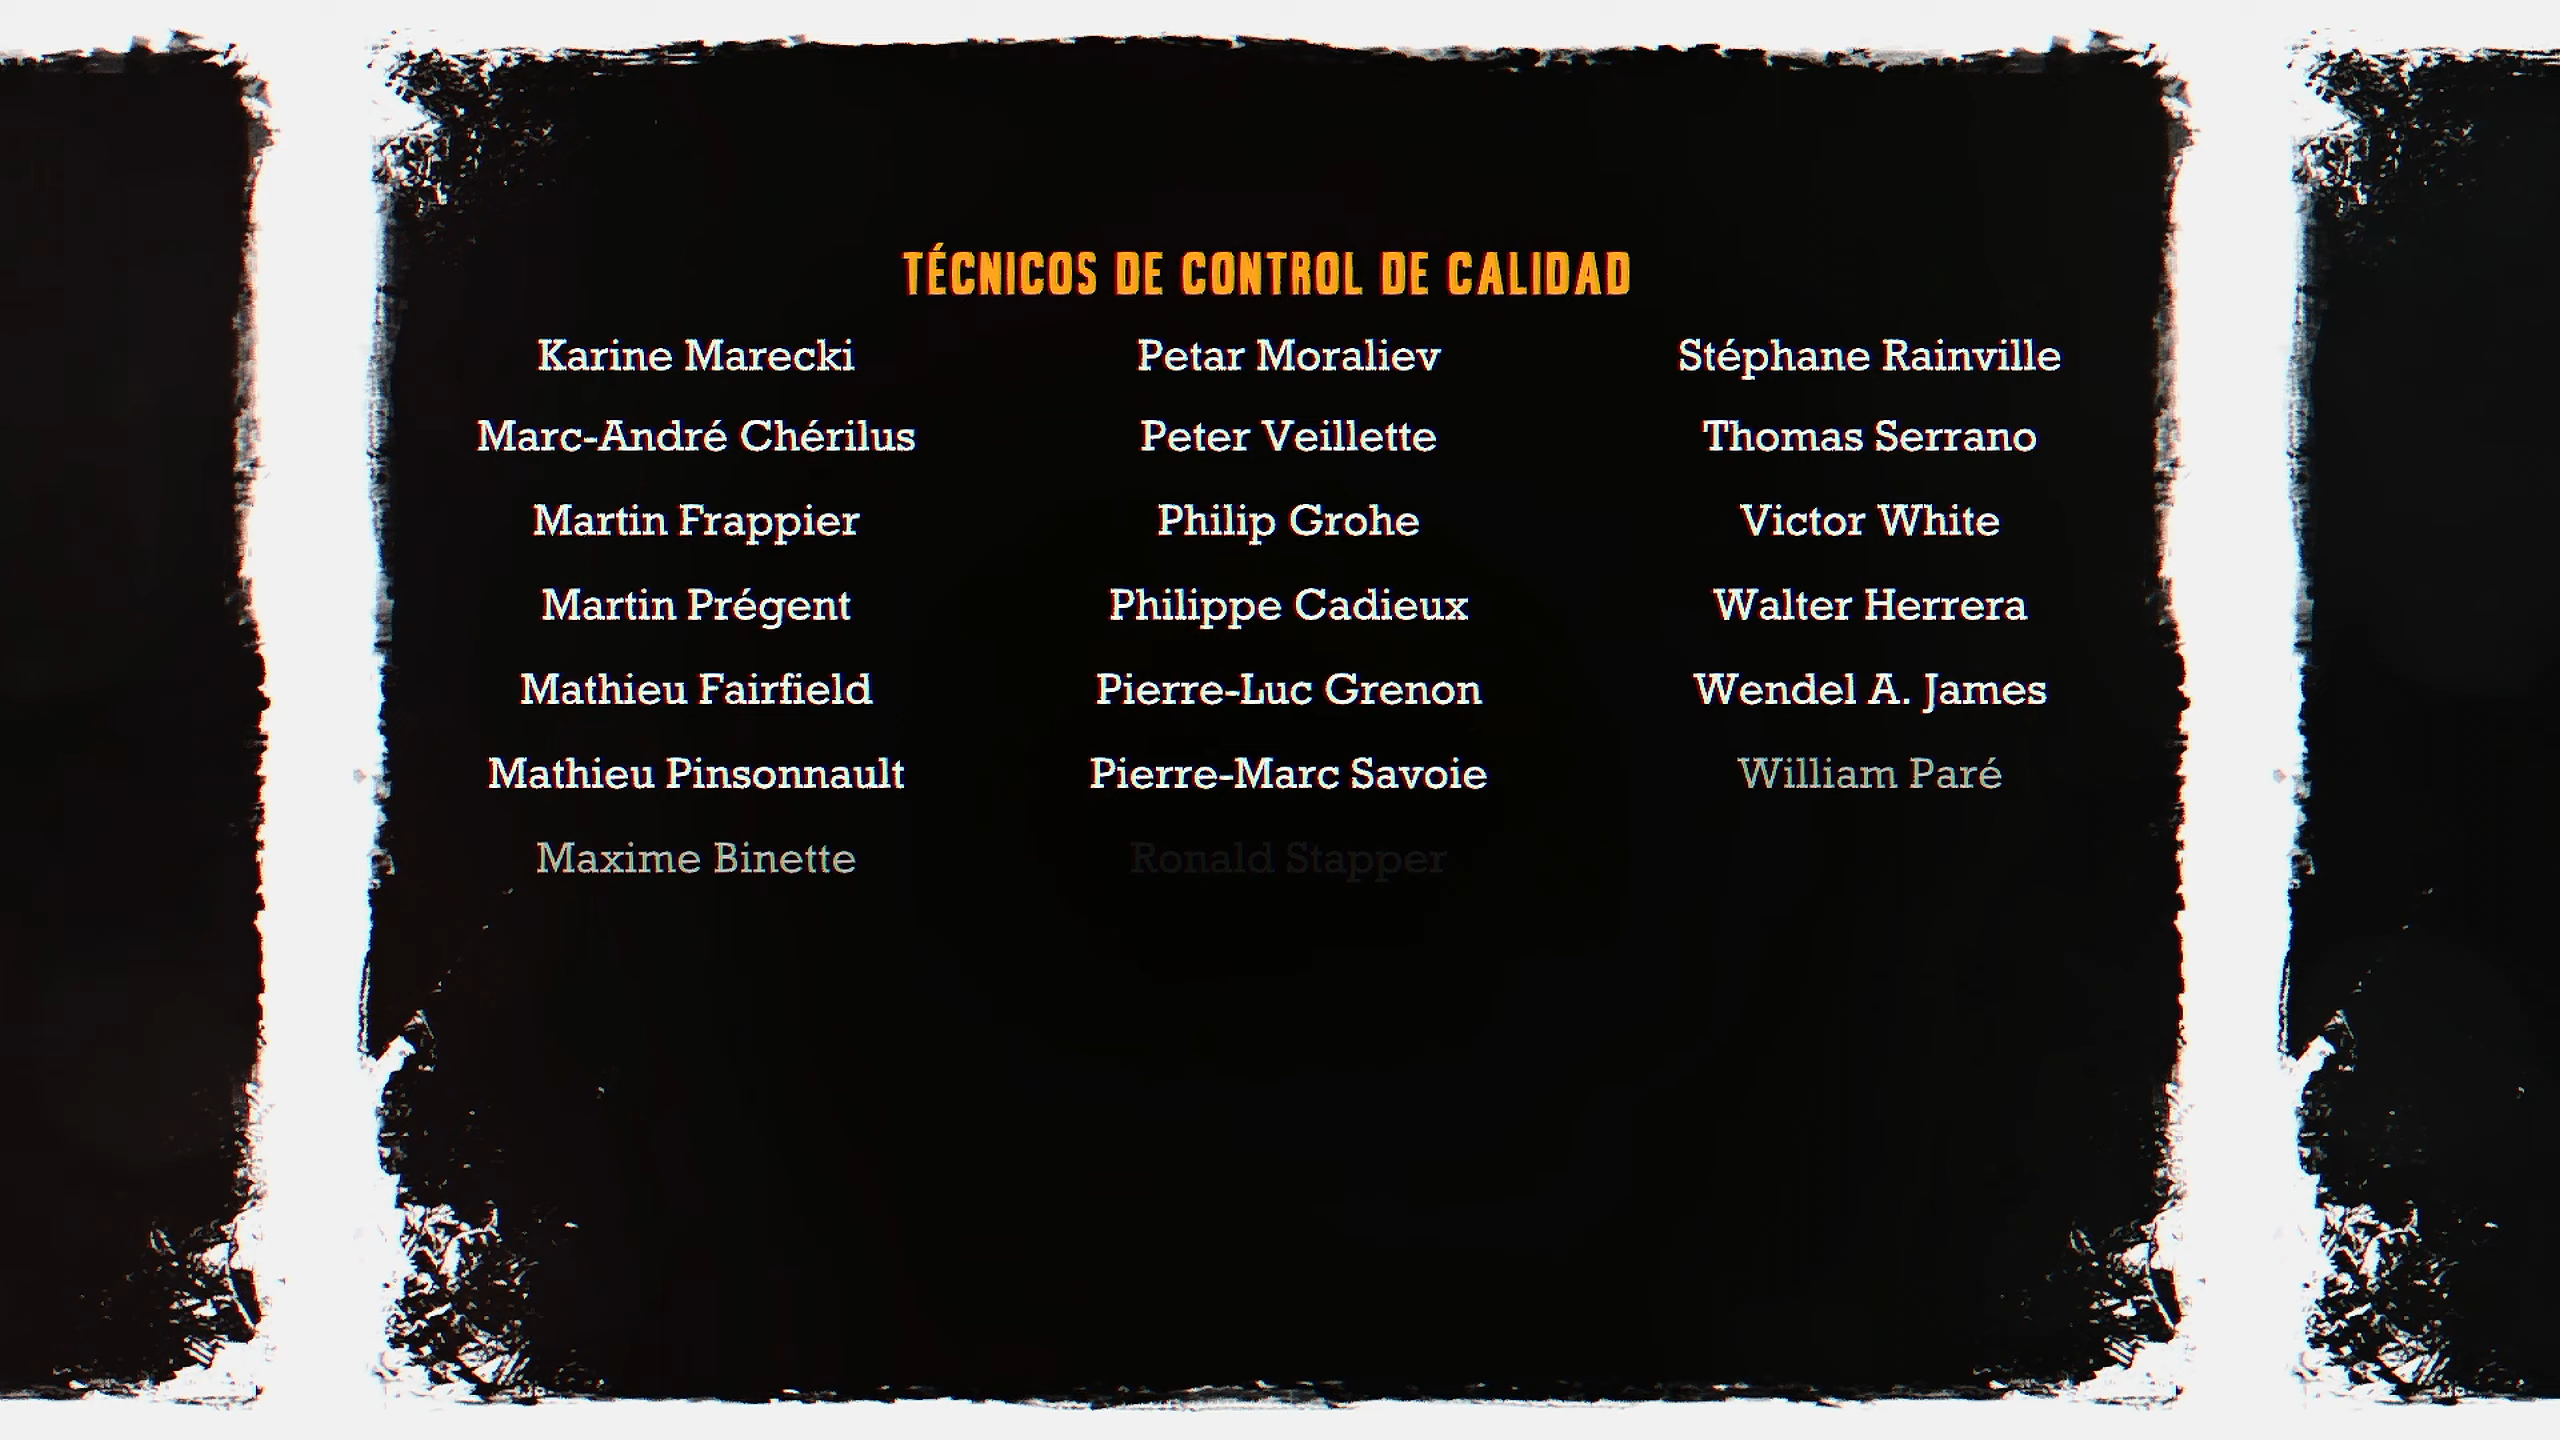 TÉCNICOS DE CONTROL DE CALIDAD
Karine Marecki
Petar Moraliev
Stéphane Rainville
Marc-André Chérilus
Peter Veillette
Thomas Serrano
Martin Frappier
Philip Grohe
Victor White
Martin Prégent
Philippe Cadieux
Walter Herrera
Mathieu Fairfield
Pierre-Luc Grenon
Wendel A. James
Mathieu Pinsonnault
Pierre-Marc Savoie
William Paré
Maxime Binette
Ronald Stapper